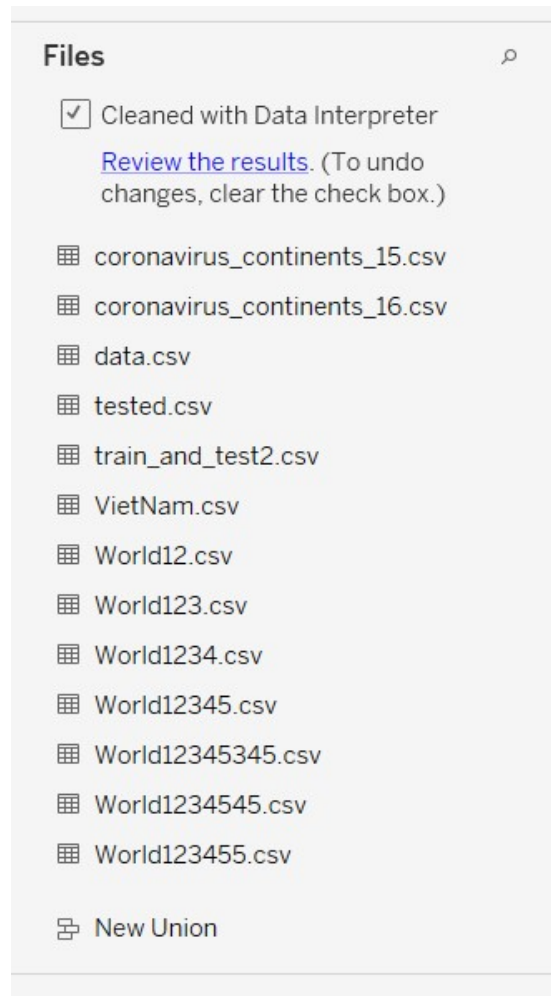 Files
Cleaned with Data Interpreter
Review the results. (To undo
changes, clear the check box.)
coronavirus_continents_15.csv
coronavirus_continents_16.csv
data.csv
tested.csv
train_and_test2.csv
VietNam.csv
World12.csv
World123.csv
World1234.csv
World12345.csv
World12345345.csv
World1234545.csv
World123455.csv
New Union